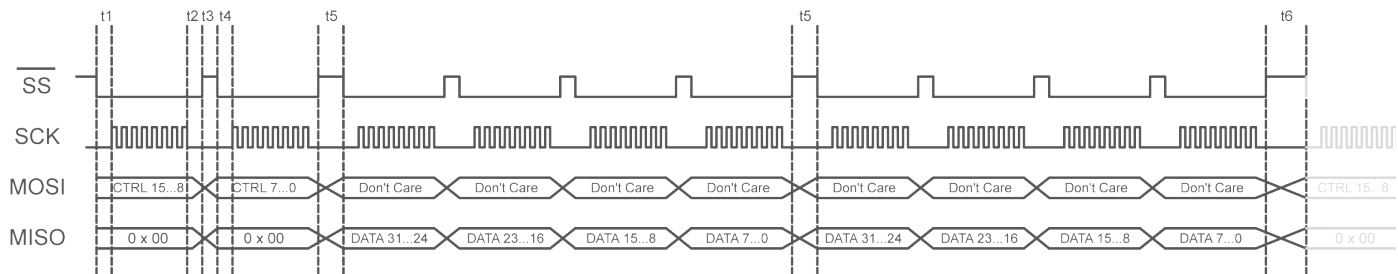 t1 t2 t3 t4 t5 t5 t6
SS
SCK
MOSI CTRL 15...8 CTRL 7...0 Don't Care Don't Care Don't Care Don't Care Don't Care Don't Care Don't Care Don't Care CTRL 15...8
MISO 0 x 00 0 x 00 DATA 31...24 DATA 23...16 DATA 15...8 DATA 7...0 DATA 31...24 DATA 23...16 DATA 15...8 DATA 7...0 0 x 00